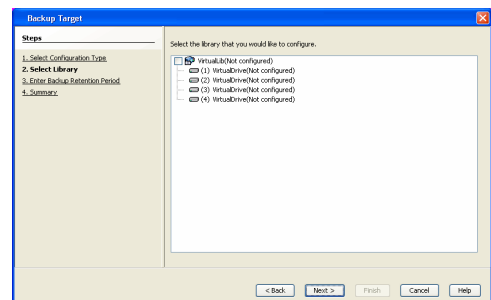 Backup Target
Steps
1. Select Configuration Type
2. Select Library
3. Enter Backup Retention Period
4. Summary
Select the library that you would like to configure.
VirtualLib(Not configured)
(1) VirtualDrive(Not configured)
(2) VirtualDrive(Not configured)
(3) VirtualDrive(Not configured)
(4) VirtualDrive(Not configured)
< Back
Next >
Finish
Cancel
Help